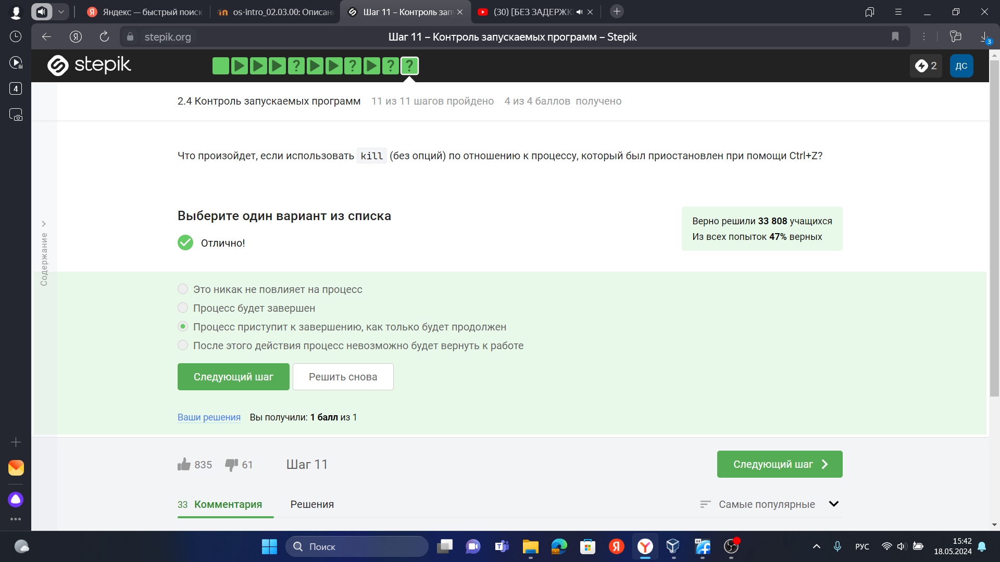 Яндекс — быстрый поиск
os-intro_02.03.00: Описан
Шаг 11 – Контроль зап
(30) [БЕЗ ЗАДЕРЖК
stepik.org
Шаг 11 – Контроль запускаемых программ – Stepik
3
4
stepik
2
ДС
2.4 Контроль запускаемых программ 11 из 11 шагов пройдено 4 из 4 баллов получено
Содержание
Что произойдет, если использовать kill (без опций) по отношению к процессу, который был приостановлен при помощи Ctrl+Z?
Выберите один вариант из списка
Отлично!
Верно решили 33 808 учащихся
Из всех попыток 47% верных
Это никак не повлияет на процесс
Процесс будет завершен
Процесс приступит к завершению, как только будет продолжен
После этого действия процесс невозможно будет вернуть к работе
Следующий шаг
Решить снова
Ваши решения Вы получили: 1 балл из 1
835
61
Шаг 11
Следующий шаг
33 Комментария
Решения
Самые популярные
Поиск
64
РУС
15:42
18.05.2024